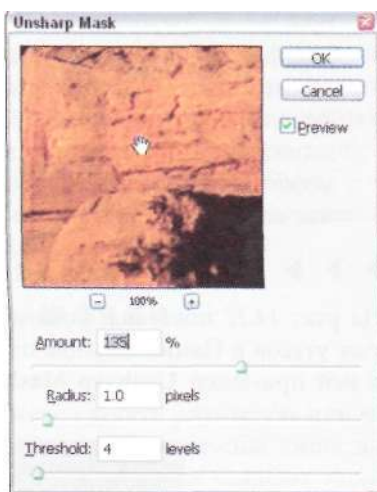 Unsharp Mask
OK
Cancel
Preview
100%
Amount: 135 %
Radius: 1.0 pixels
Threshold: 4 levels